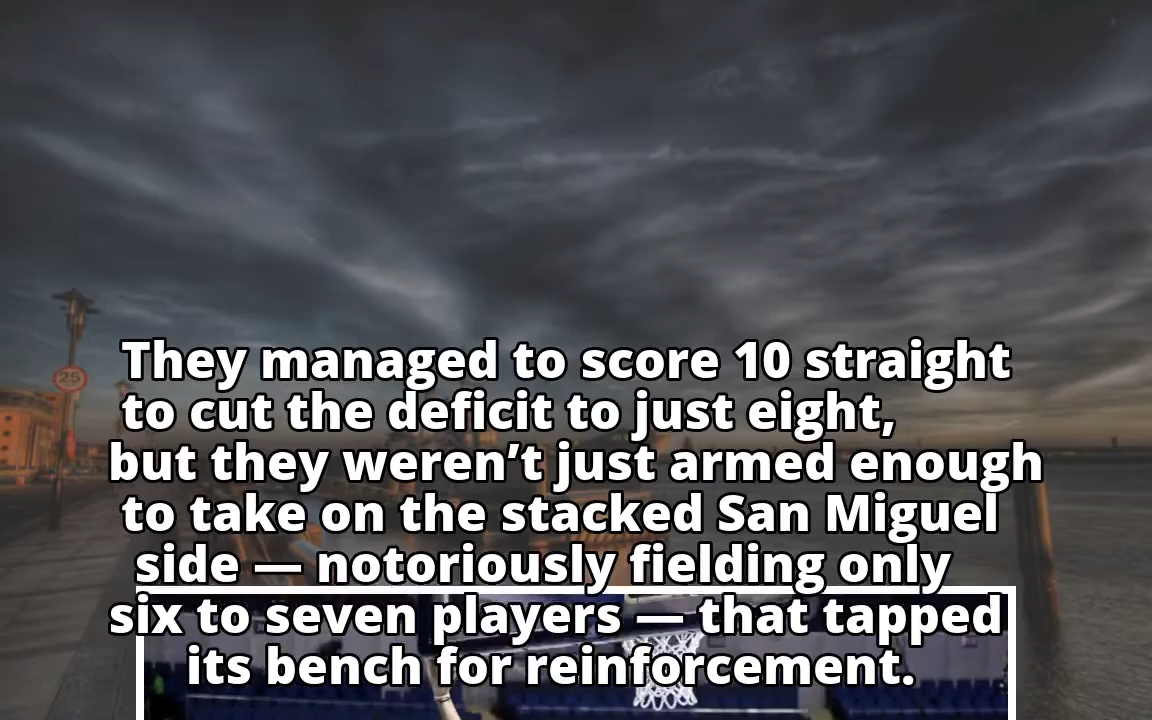 25
They managed to score 10 straight
to cut the deficit to just eight,
but they weren’t just armed enough
to take on the stacked San Miguel
side — notoriously fielding only
six to seven players — that tapped
its bench for reinforcement.